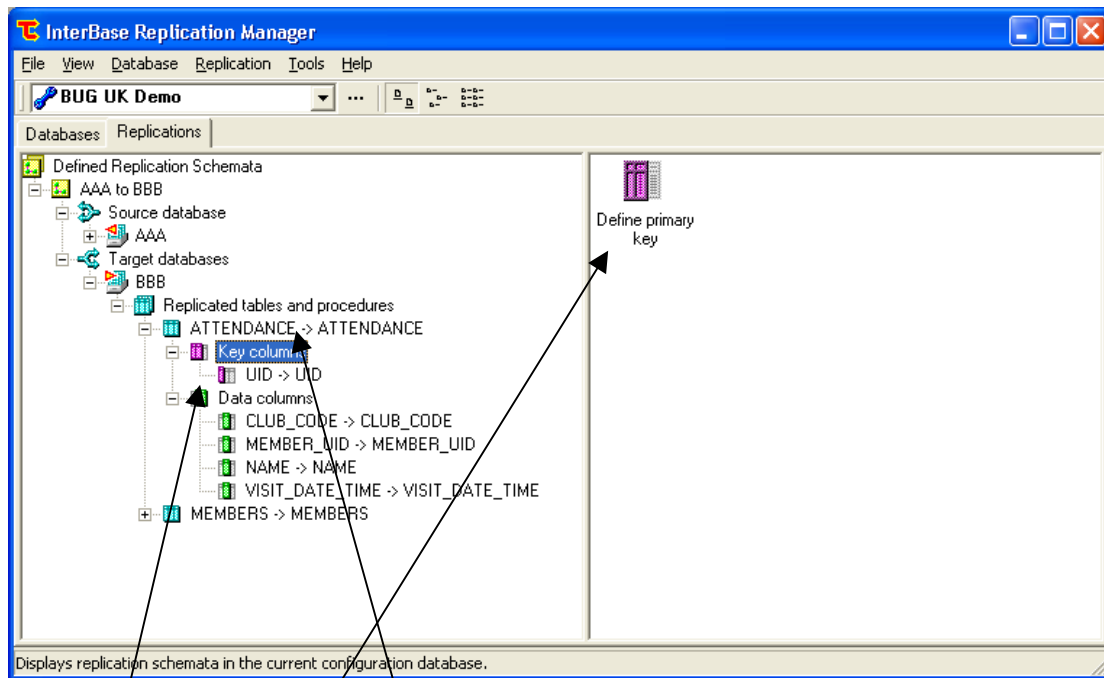 InterBase Replication Manager
File View Database Replication Tools Help
BUG UK Demo
Databases Replications
Defined Replication Schemata
AAA to BBB
Source database
AAA
Target databases
BBB
Replicated tables and procedures
ATTENDANCE -> ATTENDANCE
Key columns
UID -> UID
Data columns
CLUB_CODE -> CLUB_CODE
MEMBER_UID -> MEMBER_UID
NAME -> NAME
VISIT_DATE_TIME -> VISIT_DATE_TIME
MEMBERS -> MEMBERS
Define primary
key
Displays replication schemata in the current configuration database.